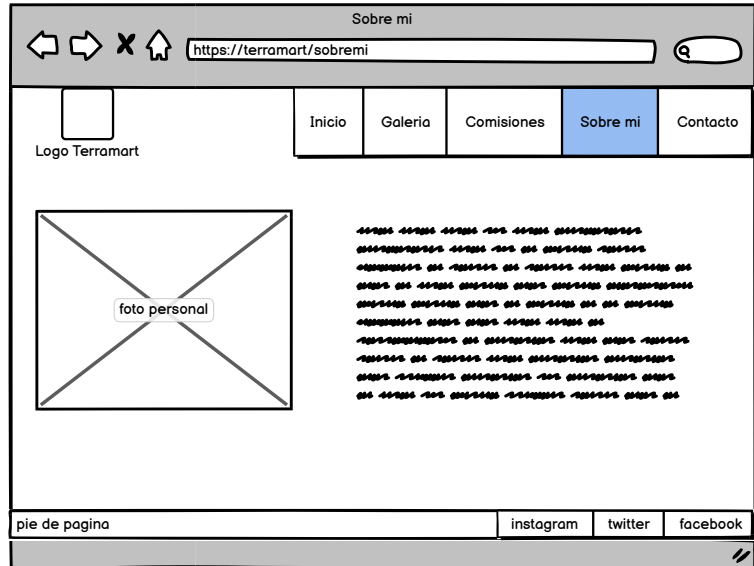 Sobre mi
https://terramart/sobremi
Logo Terramart
Inicio
Galeria
Comisiones
Sobre mi
Contacto
foto personal
pie de pagina
instagram
twitter
facebook